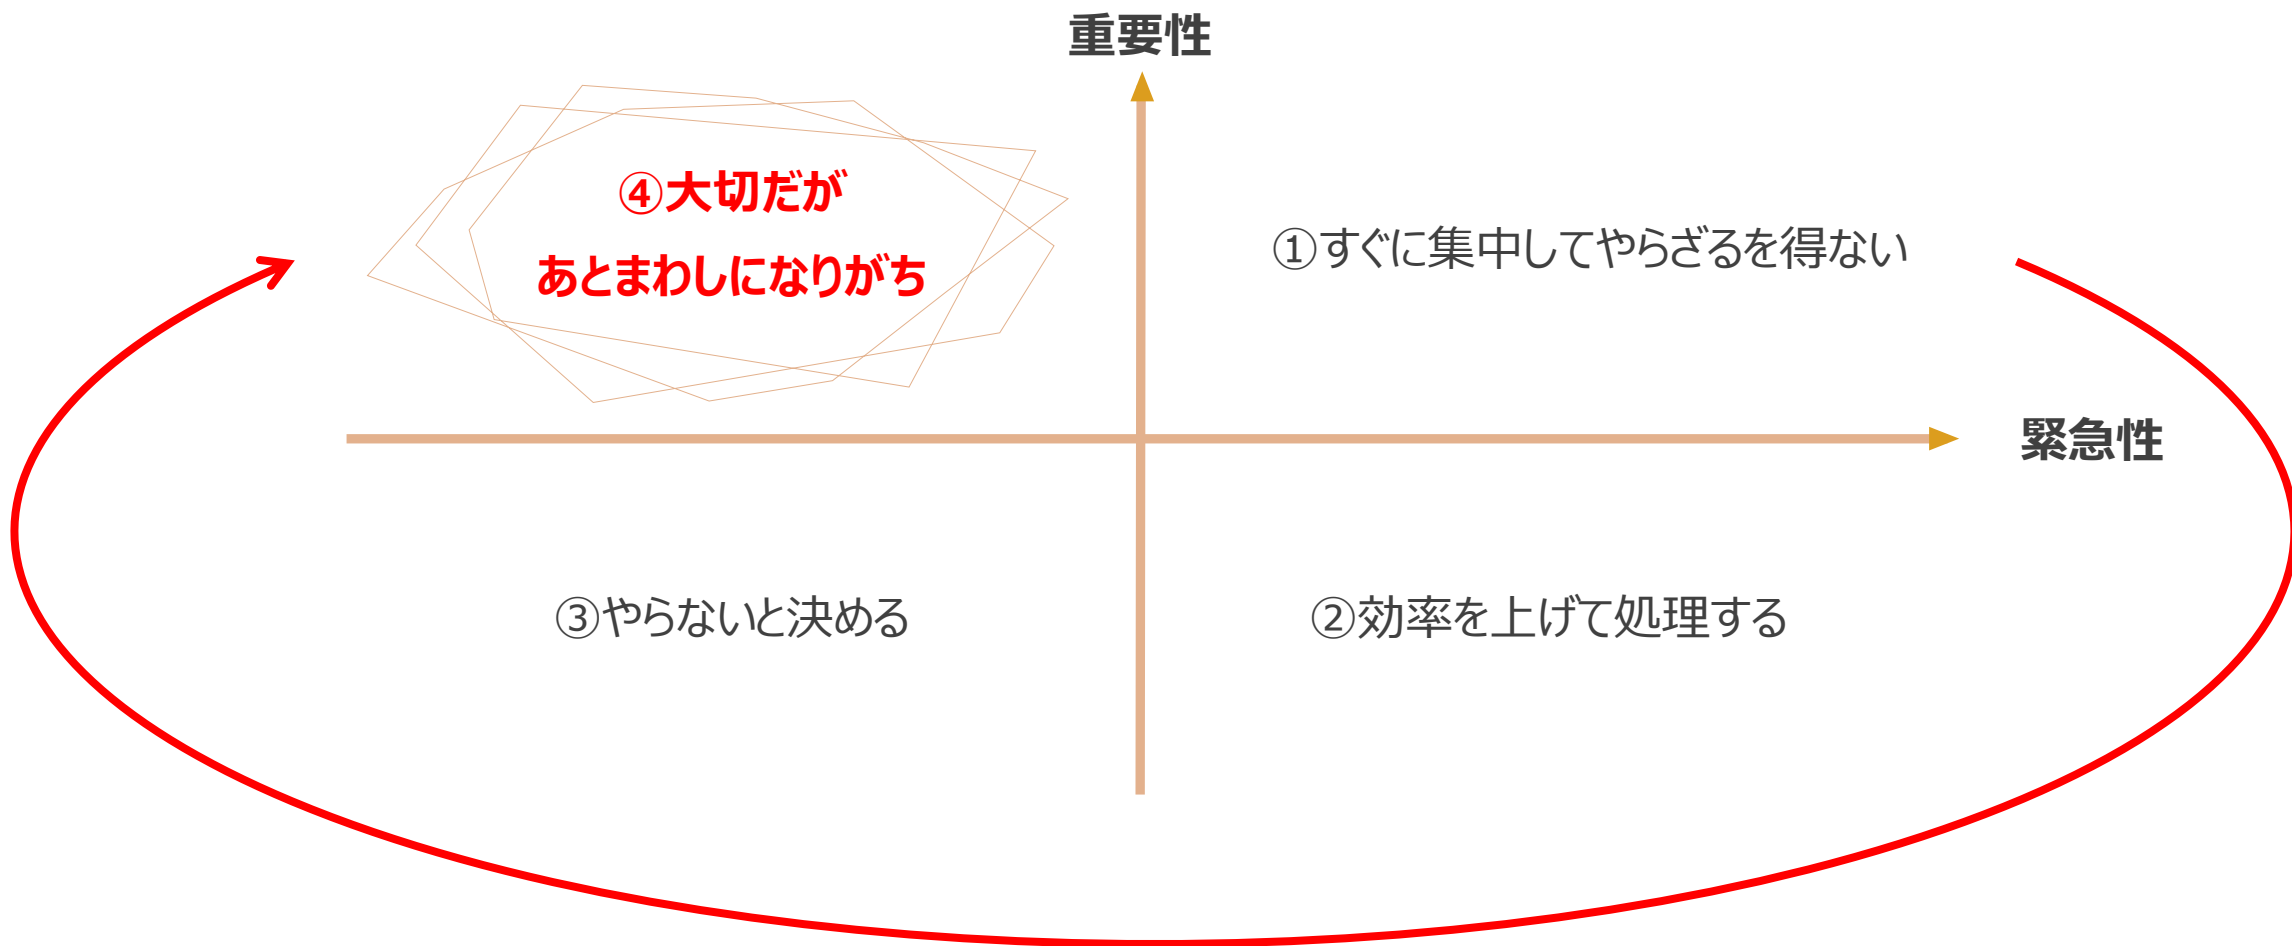 重要性
④大切だが
あとまわしになりがち
①すぐに集中してやらざるを得ない
緊急性
③やらないと決める
②効率を上げて処理する